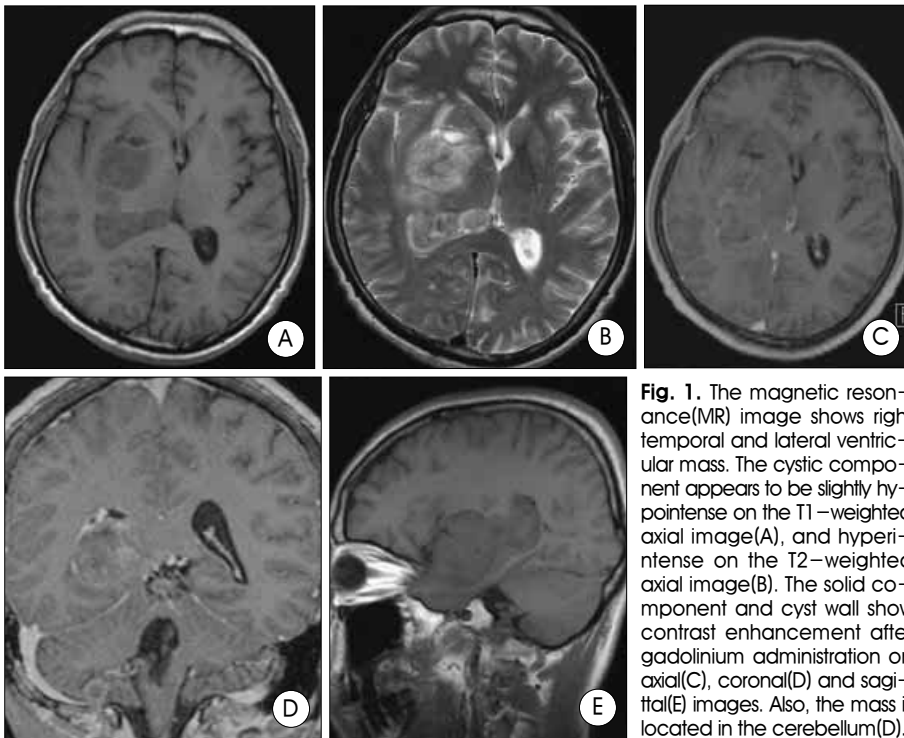 A
B
C
D
E
Fig. 1. The magnetic reson-
ance(MR) image shows righ
temporal and lateral ventric-
ular mass. The cystic compo-
nent appears to be slightly hy-
pointense on the T1-weighted
axial image(A), and hyperi-
ntense on the T2-weighted
axial image(B). The solid co-
mponent and cyst wall show
contrast enhancement afte
gadolinium administration or
axial(C), coronal(D) and sagi-
ttal(E) images. Also, the mass i
located in the cerebellum(D).